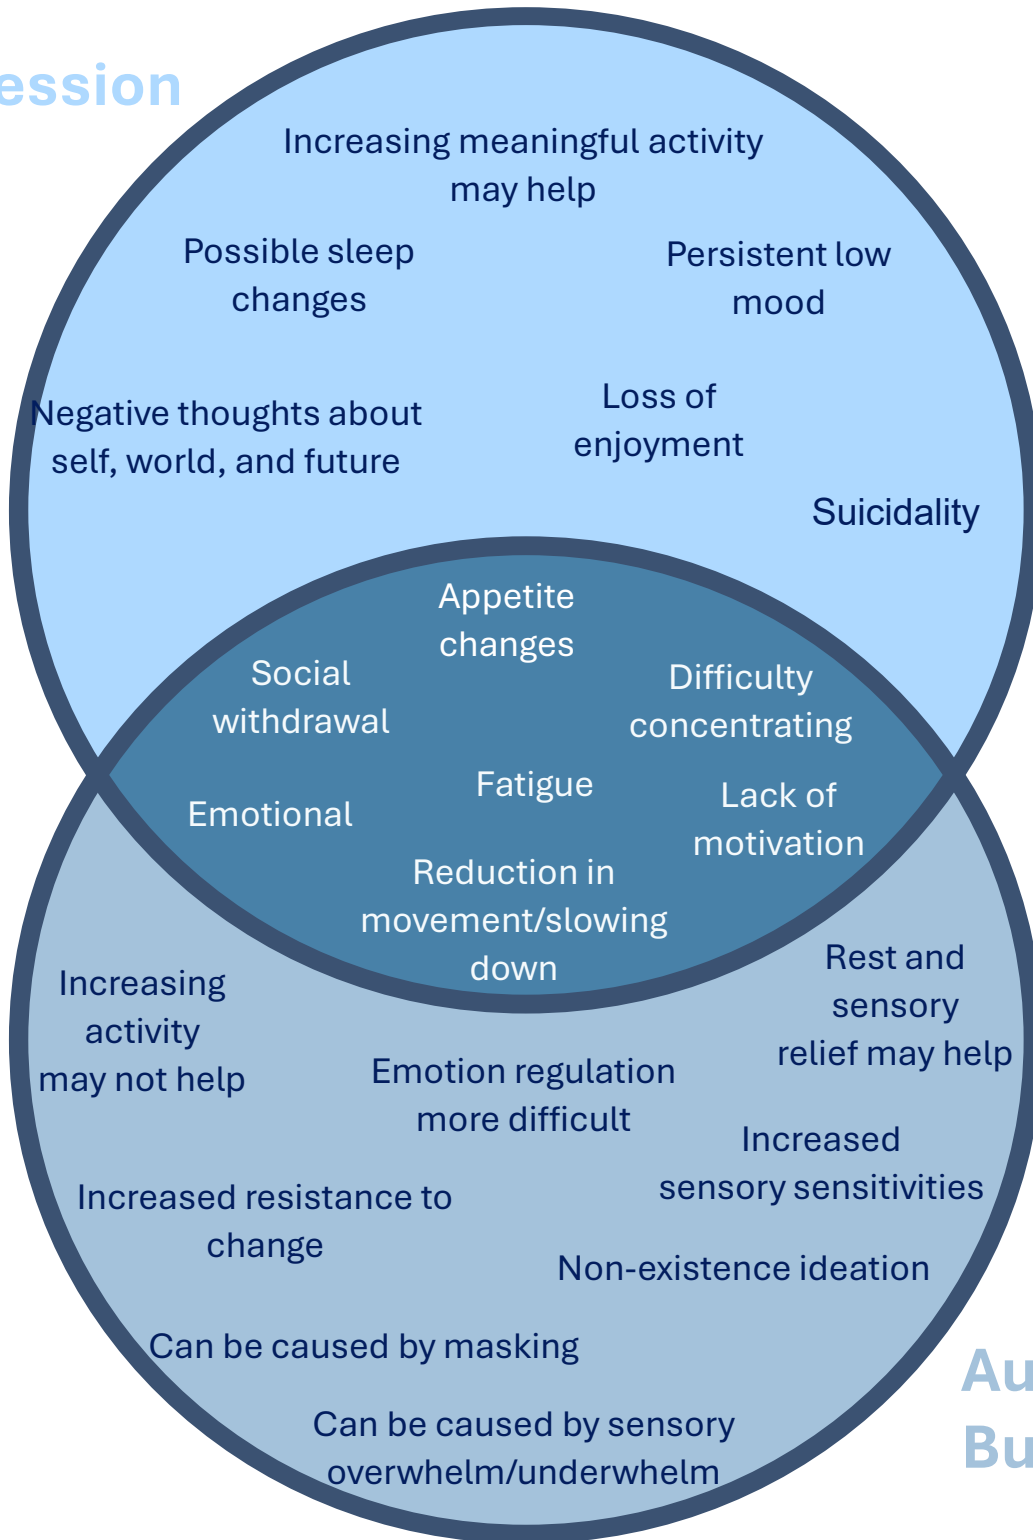 ession
Increasing meaningful activity
may help
Possible sleep
changes
Persistent low
mood
Negative thoughts about
self, world, and future
Loss of
enjoyment
Suicidality
Appetite
changes
Social
withdrawal
Difficulty
concentrating
Fatigue
Emotional
Lack of
motivation
Reduction in
movement/slowing
down
Increasing
activity
may not help
Rest and
sensory
relief may help
Emotion regulation
more difficult
Increased
sensory sensitivities
Increased resistance to
change
Non-existence ideation
Can be caused by masking
Au
Bu
Can be caused by sensory
overwhelm/underwhelm